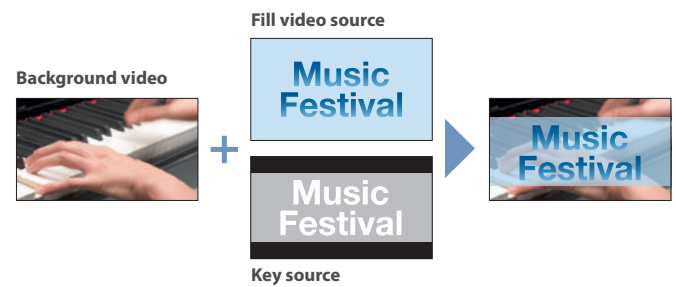 Fill video source
Background video
Music
Festival
Music
Festival
Key source
Music
Festival